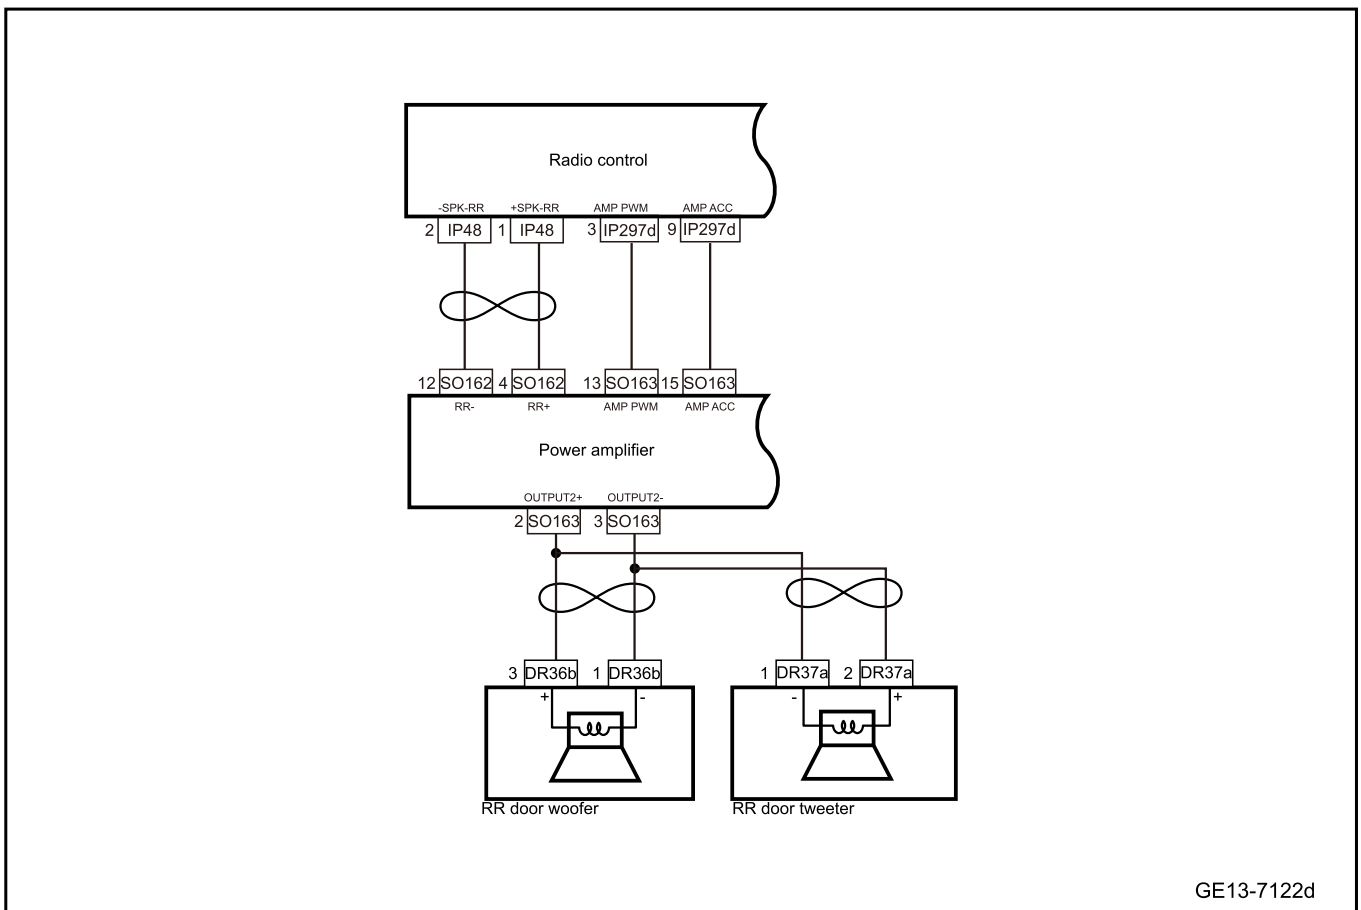 Radio control
-SPK-RR +SPK-RR AMP PWM AMP ACC
2 IP48 1 IP48 3 IP297d 9 IP297d
12 SO162 4 SO162 13 SO163 15 SO163
RR- RR+ AMP PWM AMP ACC
Power amplifier
OUTPUT2+ OUTPUT2-
2 SO163 3 SO163
3 DR36b 1 DR36b 1 DR37a 2 DR37a
+ - - +
RR door woofer RR door tweeter
GE13-7122d